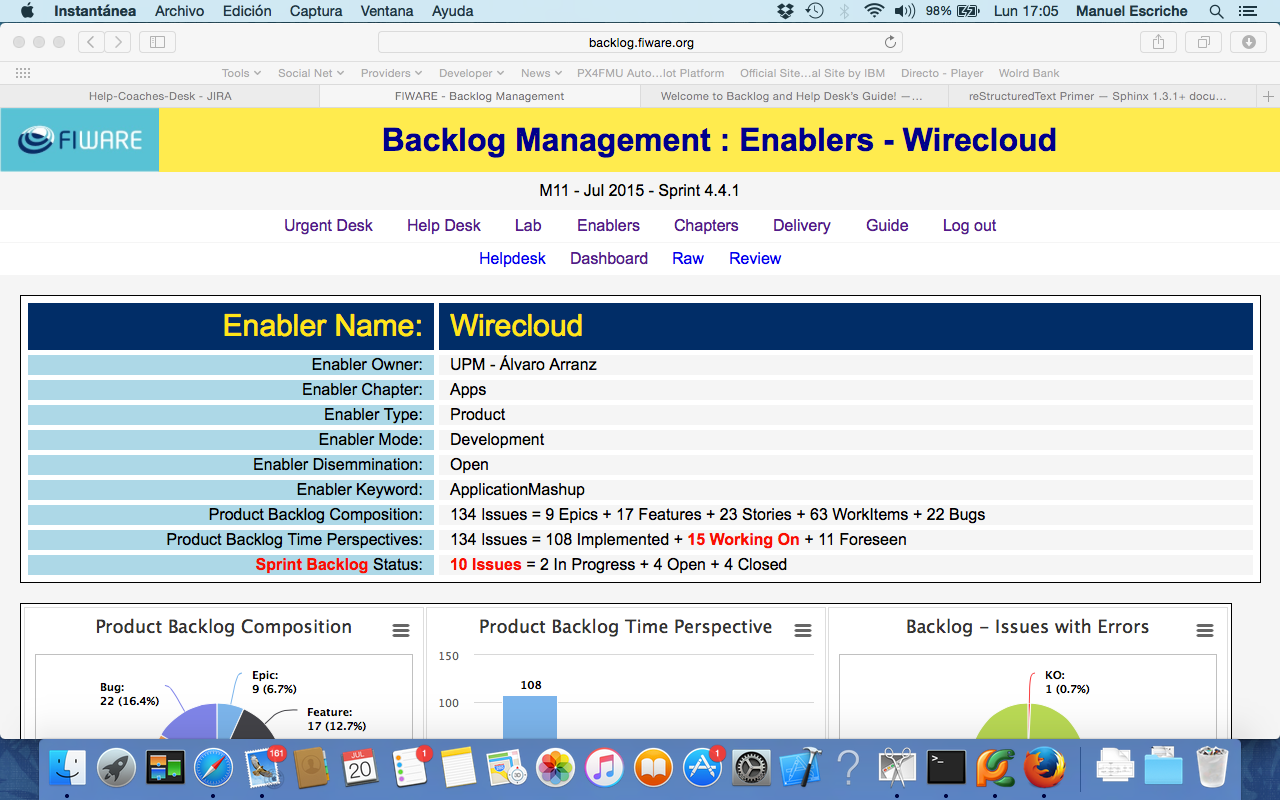 Instantánea Archivo Edición Captura Ventana Ayuda 98% Lun 17:05 Manuel Escriche
backlog.fiware.org
Tools Social Net Providers Developer News PX4FMU Auto...lot Platform Official Site...al Site by IBM Directo - Player Wolrd Bank
Help-Coaches-Desk - JIRA FIWARE - Backlog Management Welcome to Backlog and Help Desk's Guide! —... reStructuredText Primer — Sphinx 1.3.1+ docu...
FIWARE Backlog Management : Enablers - Wirecloud
M11 - Jul 2015 - Sprint 4.4.1
Urgent Desk Help Desk Lab Enablers Chapters Delivery Guide Log out
Helpdesk Dashboard Raw Review
Enabler Name: Wirecloud
Enabler Owner: UPM - Álvaro Arranz
Enabler Chapter: Apps
Enabler Type: Product
Enabler Mode: Development
Enabler Disemmination: Open
Enabler Keyword: ApplicationMashup
Product Backlog Composition: 134 Issues = 9 Epics + 17 Features + 23 Stories + 63 WorkItems + 22 Bugs
Product Backlog Time Perspectives: 134 Issues = 108 Implemented + 15 Working On + 11 Foreseen
Sprint Backlog Status: 10 Issues = 2 In Progress + 4 Open + 4 Closed
Product Backlog Composition
Bug:
22 (16.4%)
Epic:
9 (6.7%)
Feature:
17 (12.7%)
Product Backlog Time Perspective
150
108
100
Backlog – Issues with Errors
KO:
1 (0.7%)
161 JUL 20 1 1